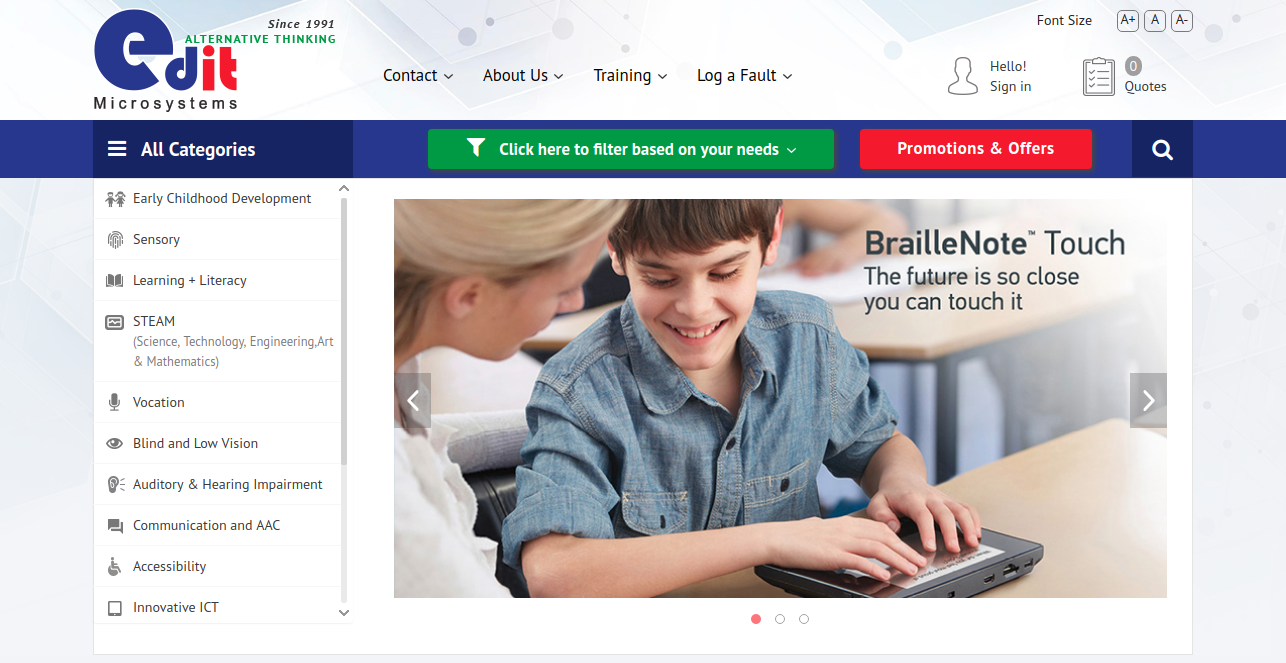 Since 1991
ALTERNATIVE THINKING
edit
Microsystems
Contact
About Us
Training
Log a Fault
Font Size
A+
A
A-
Hello!
Sign in
0
Quotes
All Categories
Click here to filter based on your needs
Promotions & Offers
Early Childhood Development
Sensory
Learning + Literacy
STEAM
(Science, Technology, Engineering,Art
& Mathematics)
Vocation
Blind and Low Vision
Auditory & Hearing Impairment
Communication and AAC
Accessibility
Innovative ICT
BrailleNote™ Touch
The future is so close
you can touch it